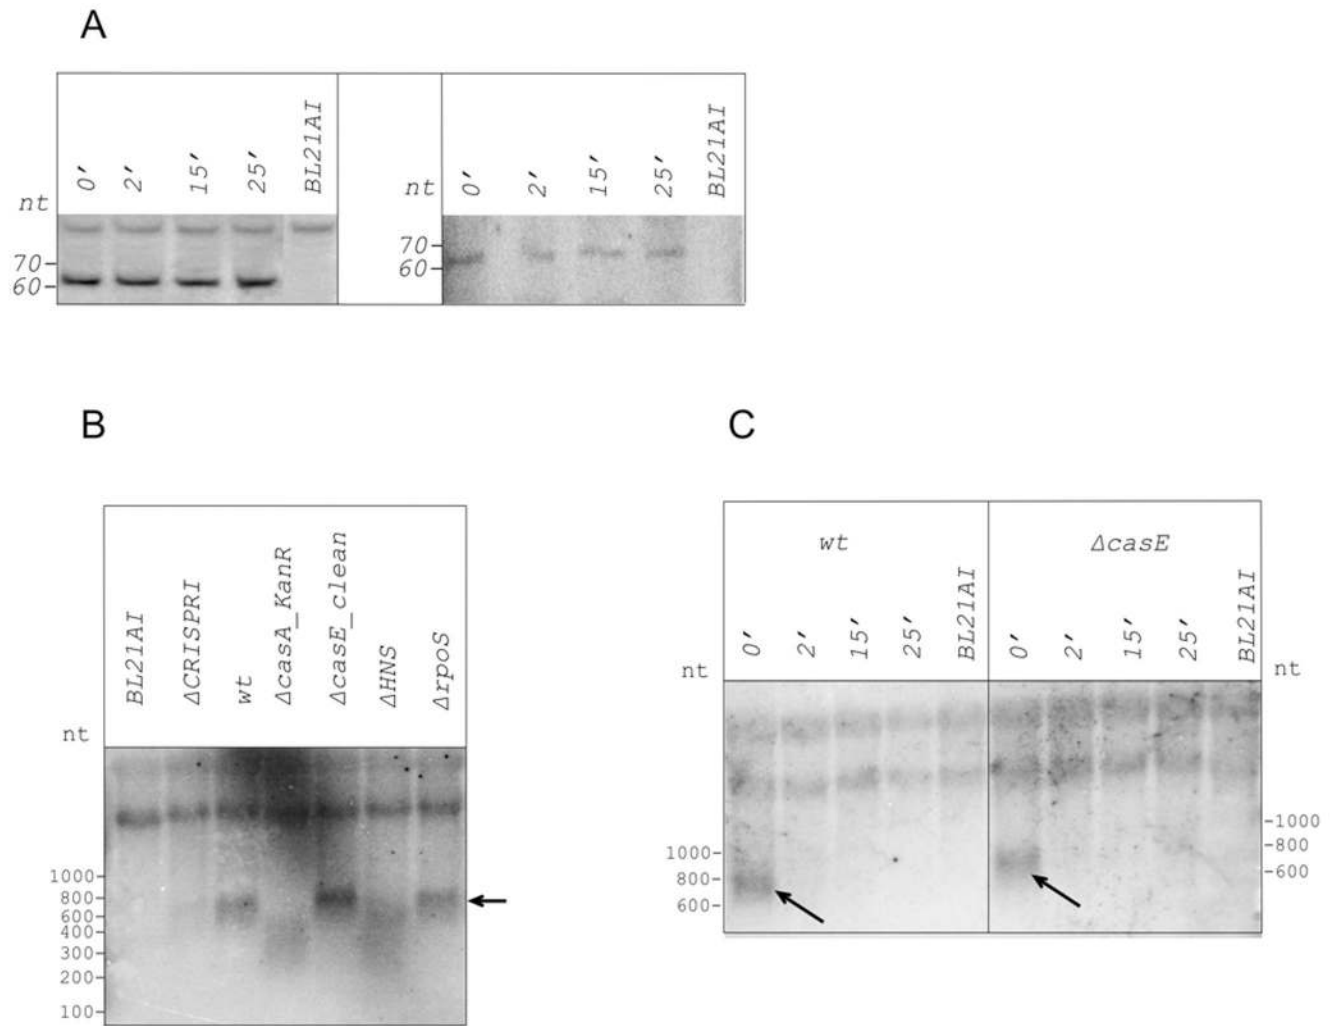 A
nt
0′
2′
15′
25′
BL21AI
70
60
nt
0′
2′
15′
25′
BL21AI
70
60
B
BL21AI
ΔCRISPRI
wt
ΔcasA_KanR
ΔcasE_clean
ΔHNS
ΔrpoS
nt
1000
800
600
400
300
200
100
C
wt
ΔcasE
nt
0′
2′
15′
25′
BL21AI
0′
2′
15′
25′
BL21AI
nt
1000
800
600
1000
800
600